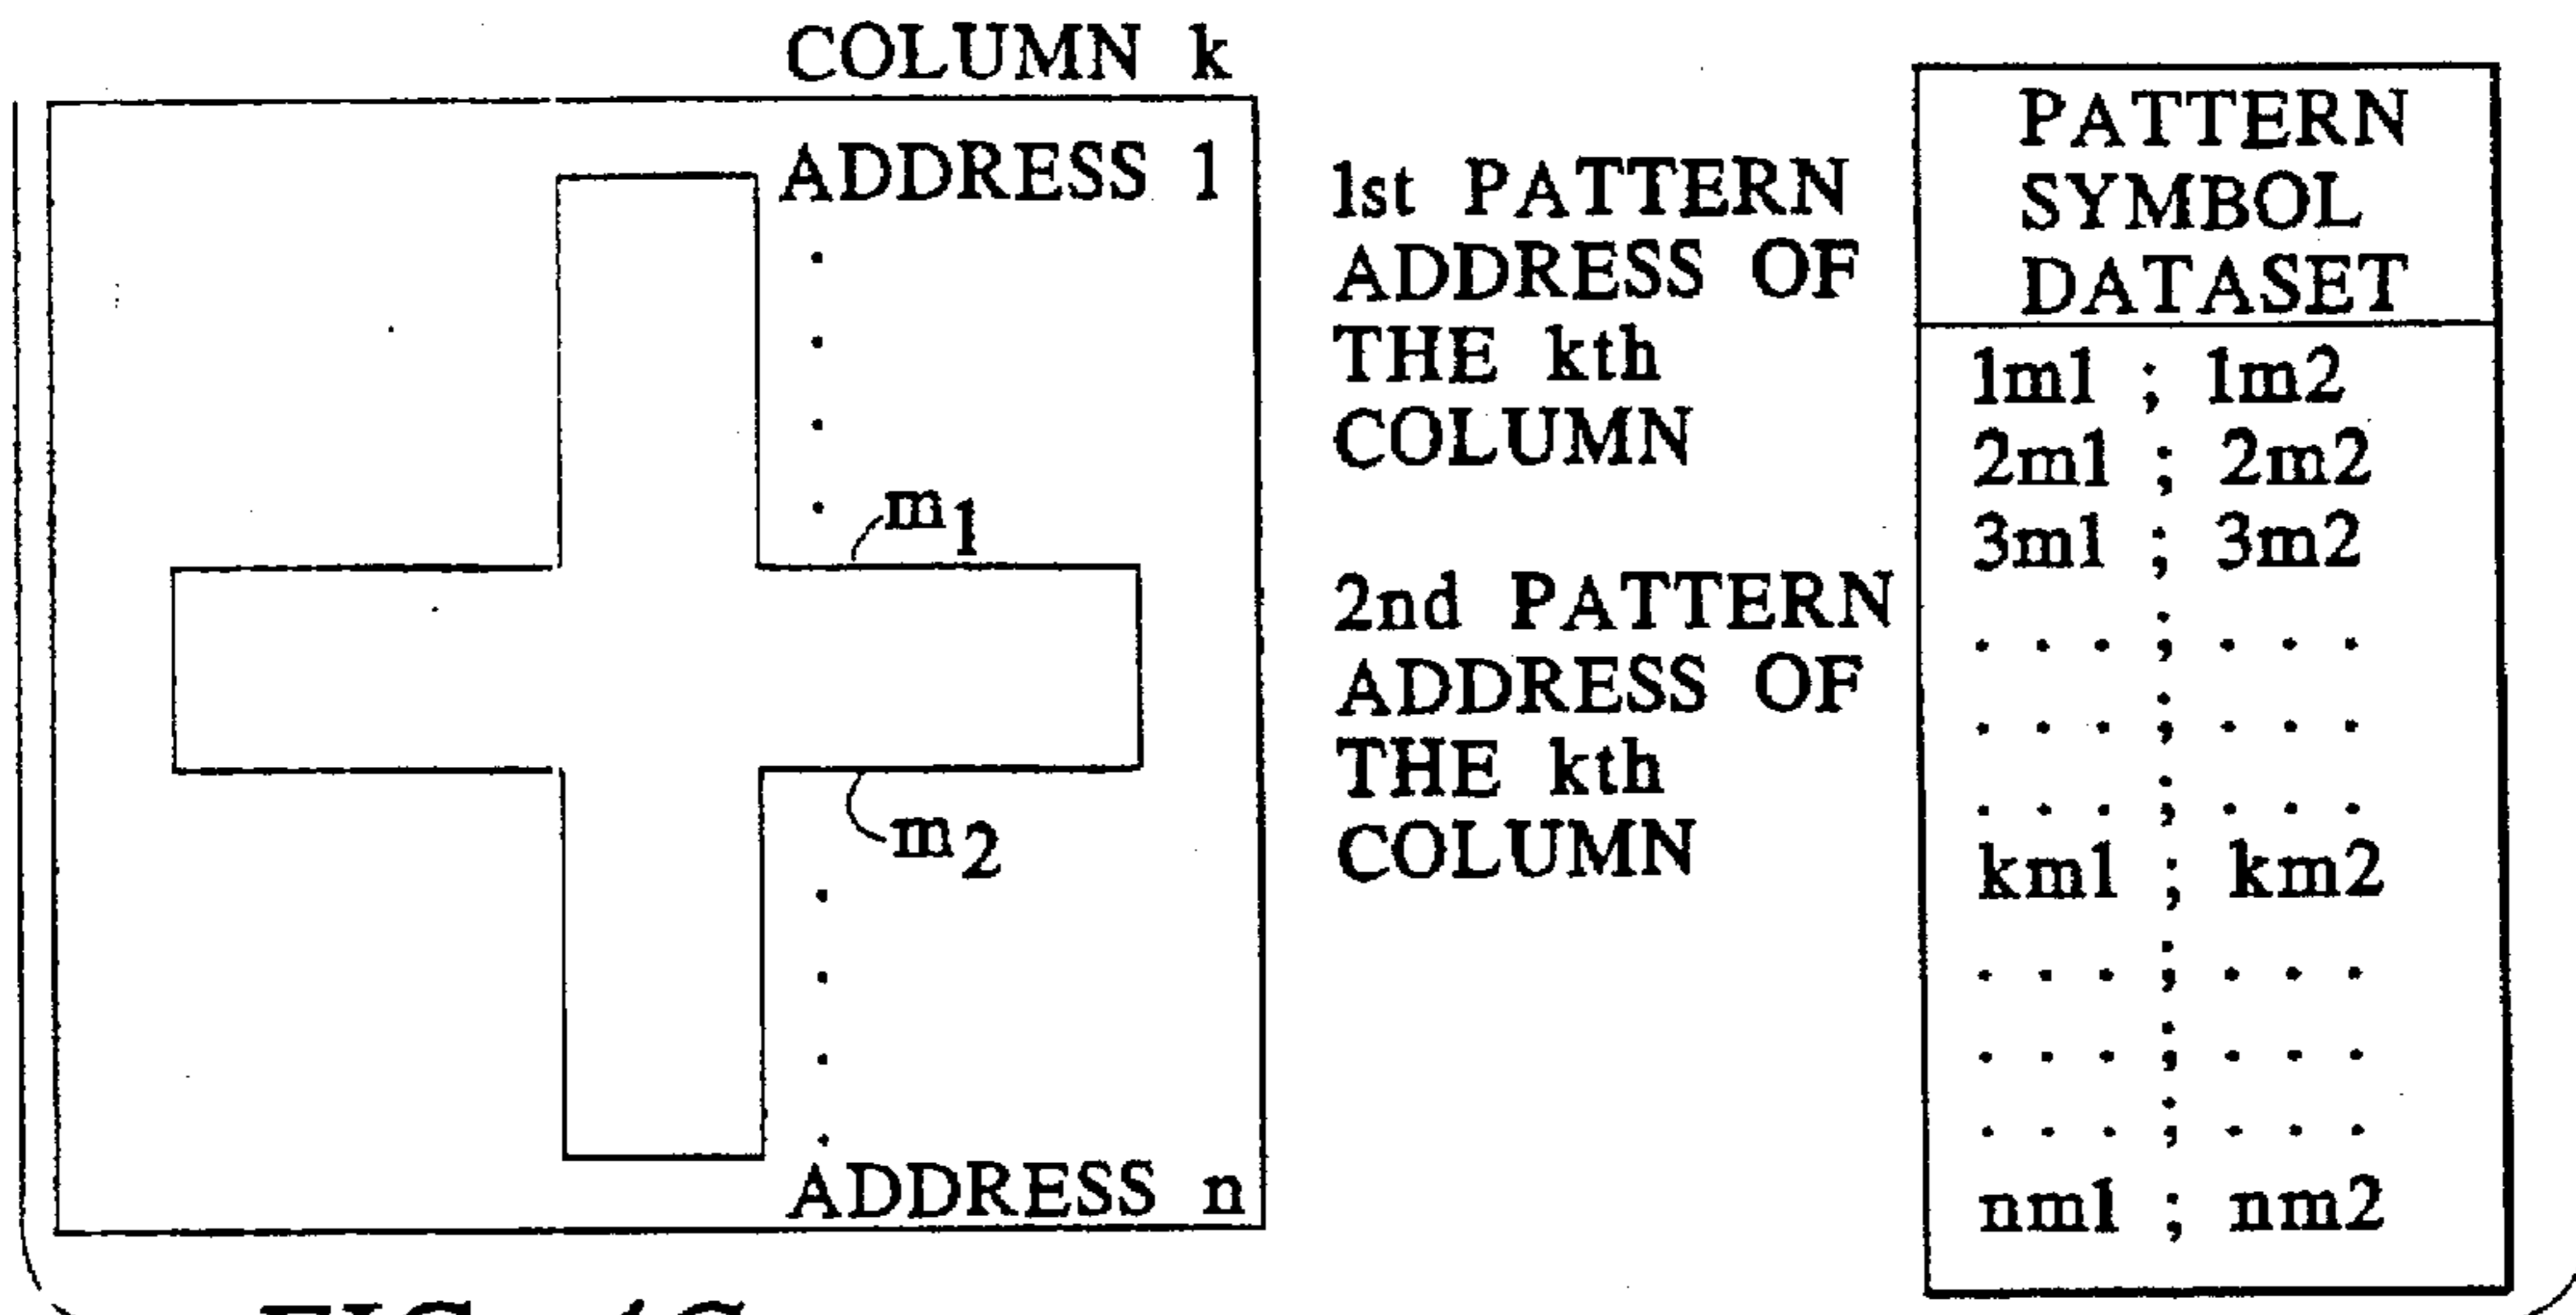 COLUMN k
ADDRESS 1
m1
m2
ADDRESS n
1st PATTERN
ADDRESS OF
THE kth
COLUMN
2nd PATTERN
ADDRESS OF
THE kth
COLUMN
PATTERN
SYMBOL
DATASET
1m1 ; 1m2
2m1 ; 2m2
3m1 ; 3m2
. . . ; . . .
. . . ; . . .
. . . ; . . .
km1 ; km2
. . . ; . . .
. . . ; . . .
. . . ; . . .
nm1 ; nm2